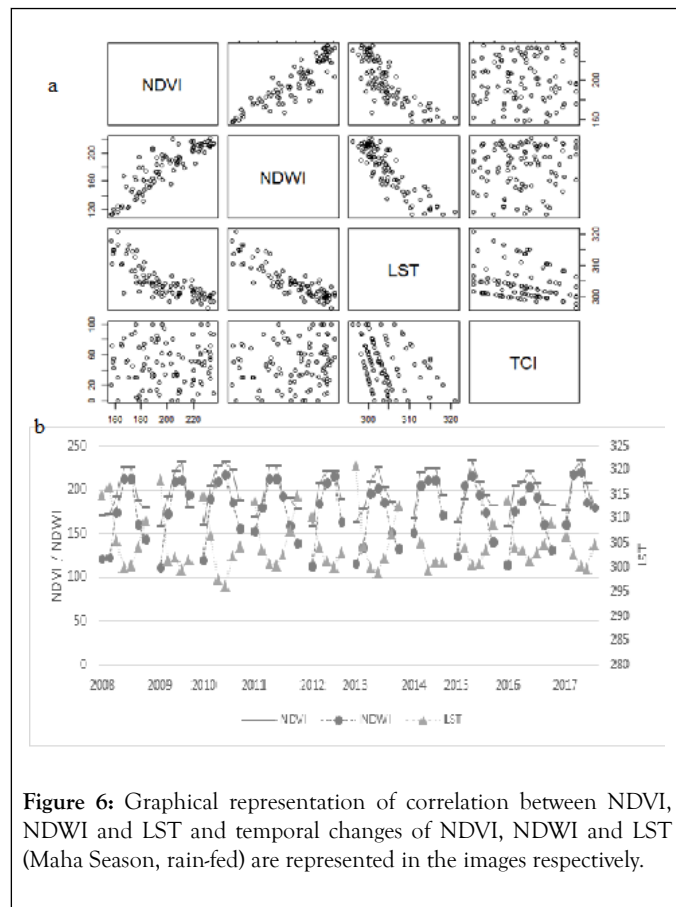 160 200
a
NDVI
120 160 200
NDWI
LST
300 310 320
0 20 60 100
TCI
160 180 200 220
300 310 320
b
250
200
150
100
50
0
NDVI / NDWI
325
320
315
310
305
300
295
290
285
280
LST
2008 2009 2010 2011 2012 2013 2014 2015 2016 2017
NDVI NDWI LST
Figure 6: Graphical representation of correlation between NDVI,
NDWI and LST and temporal changes of NDVI, NDWI and LST
(Maha Season, rain-fed) are represented in the images respectively.